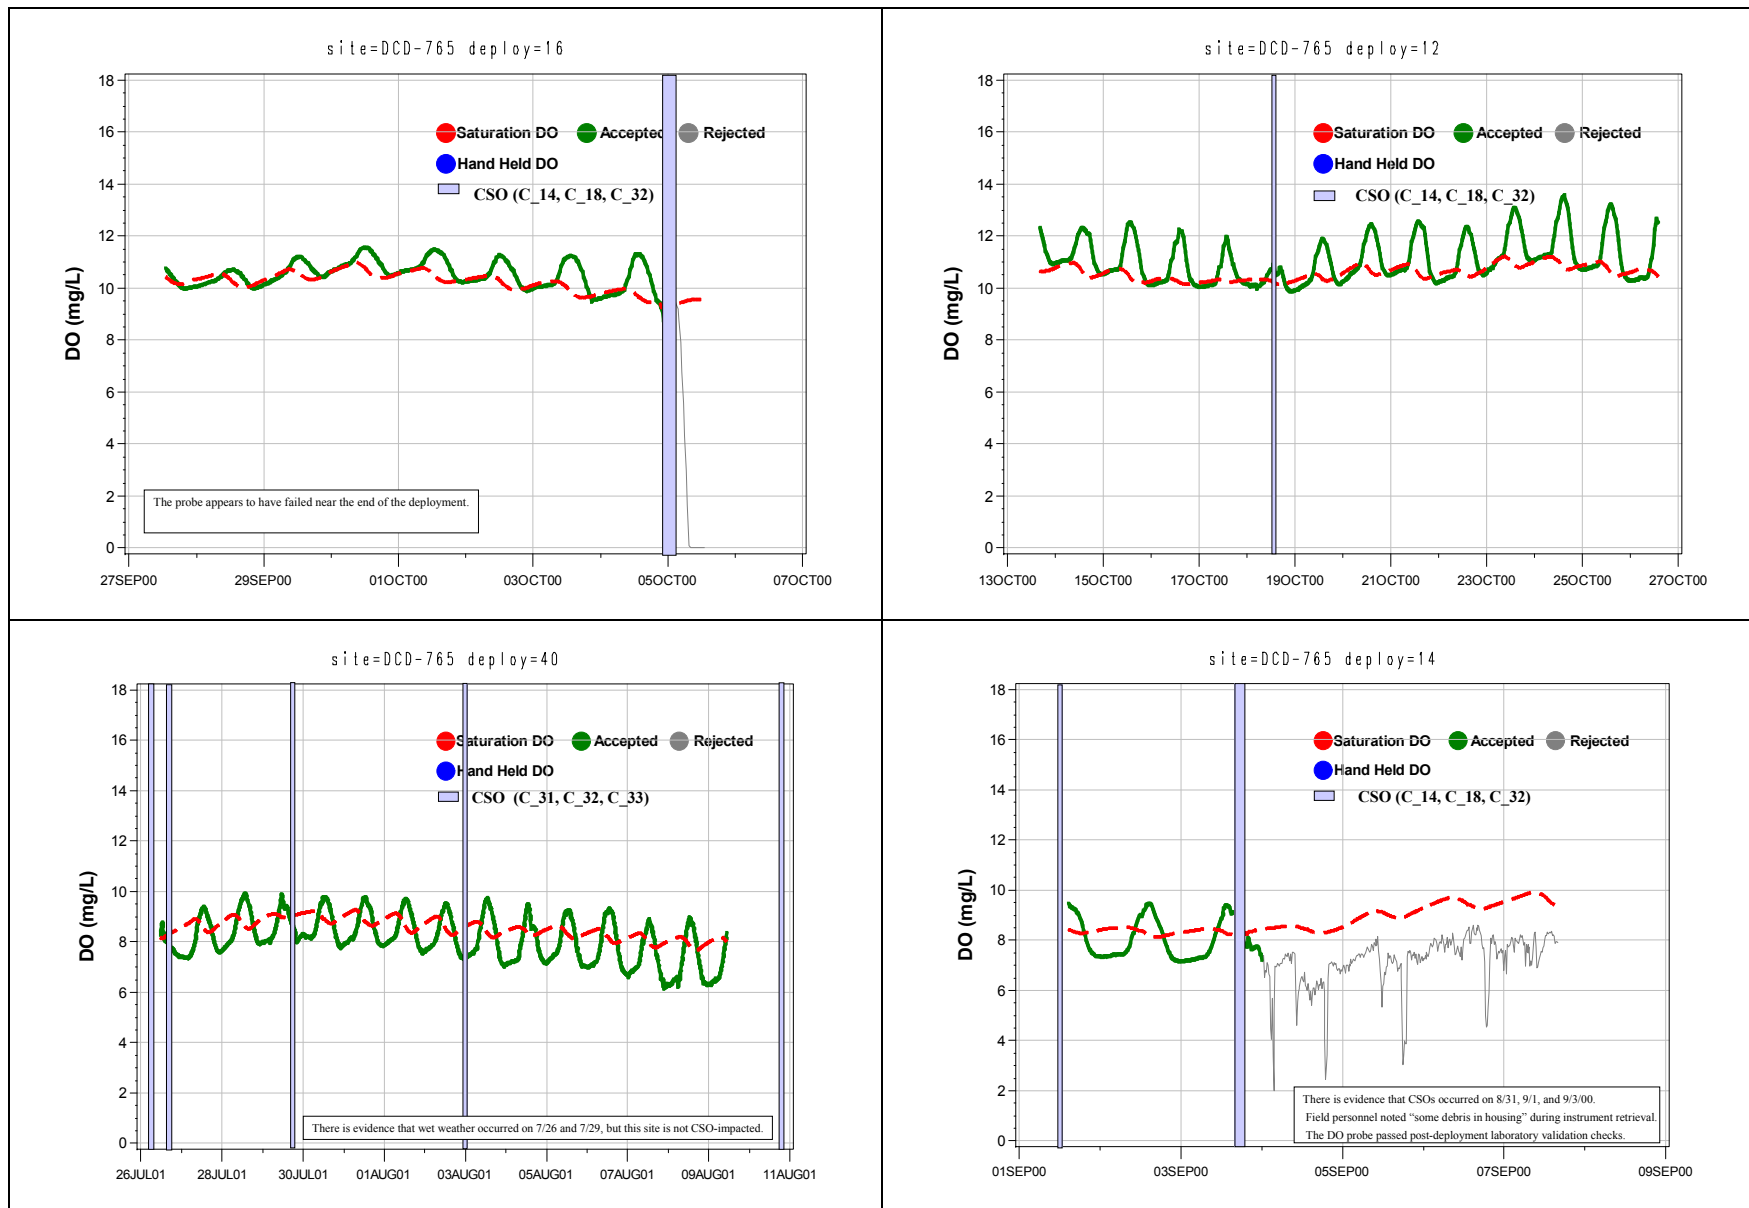 site=DCD-765 deploy=16
18
16
14
12
10
8
6
4
2
0
DO (mg/L)
Saturation DO Accepted Rejected
Hand Held DO
CSO (C_14, C_18, C_32)
The probe appears to have failed near the end of the deployment.
27SEP00 29SEP00 01OCT00 03OCT00 05OCT00 07OCT00
site=DCD-765 deploy=12
18
16
14
12
10
8
6
4
2
0
DO (mg/L)
Saturation DO Accepted Rejected
Hand Held DO
CSO (C_14, C_18, C_32)
13OCT00 15OCT00 17OCT00 19OCT00 21OCT00 23OCT00 25OCT00 27OCT00
site=DCD-765 deploy=40
18
16
14
12
10
8
6
4
2
0
DO (mg/L)
Saturation DO Accepted Rejected
Hand Held DO
CSO (C_31, C_32, C_33)
There is evidence that wet weather occurred on 7/26 and 7/29, but this site is not CSO-impacted.
26JUL01 28JUL01 30JUL01 01AUG01 03AUG01 05AUG01 07AUG01 09AUG01 11AUG01
site=DCD-765 deploy=14
18
16
14
12
10
8
6
4
2
0
DO (mg/L)
Saturation DO Accepted Rejected
Hand Held DO
CSO (C_14, C_18, C_32)
There is evidence that CSOs occurred on 8/31, 9/1, and 9/3/00.
Field personnel noted “some debris in housing” during instrument retrieval.
The DO probe passed post-deployment laboratory validation checks.
01SEP00 03SEP00 05SEP00 07SEP00 09SEP00